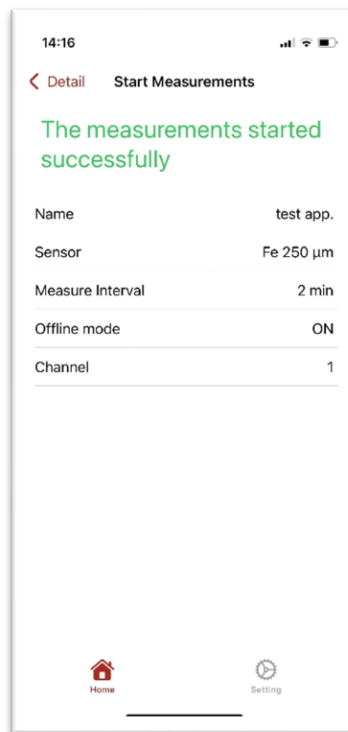 14:16
Detail Start Measurements
The measurements started
successfully
Name test app.
Sensor Fe 250 µm
Measure Interval 2 min
Offline mode ON
Channel 1
Home Setting